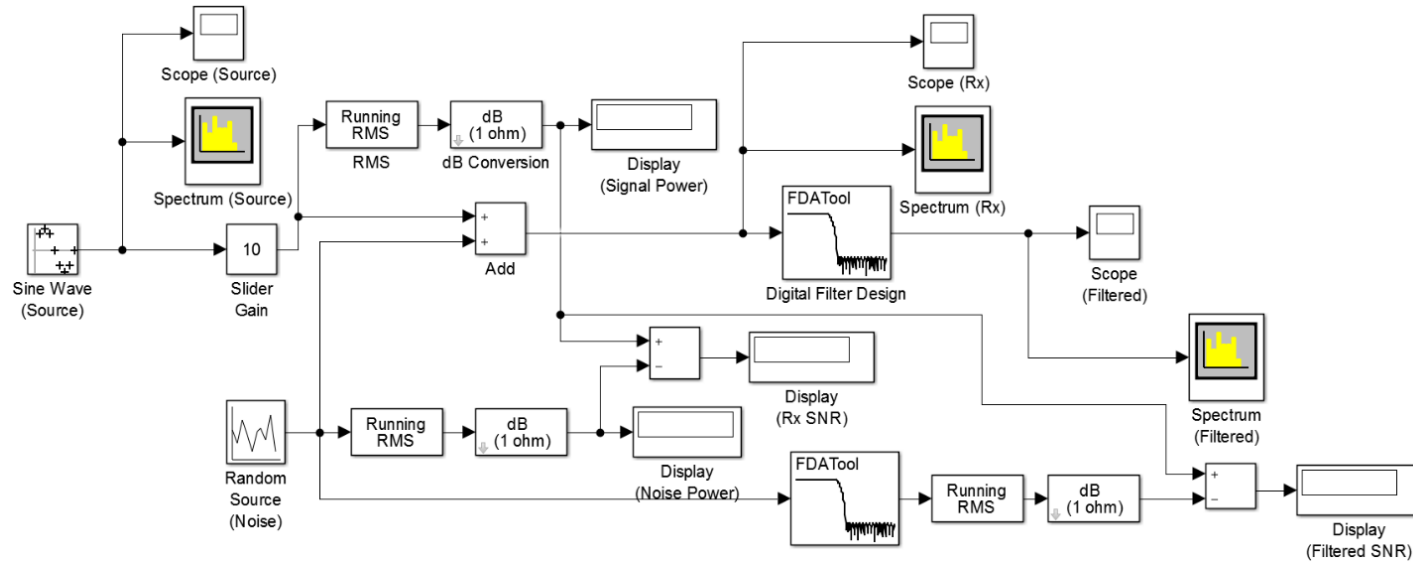 Scope (Source)
Scope (Rx)
Running
RMS
RMS
dB
(1 ohm)
dB Conversion
Display
(Signal Power)
Spectrum (Source)
Spectrum (Rx)
FDATool
Digital Filter Design
+
+
Add
Scope
(Filtered)
Sine Wave
(Source)
10
Slider
Gain
+
−
Display
(Rx SNR)
Spectrum
(Filtered)
Random
Source
(Noise)
Running
RMS
dB
(1 ohm)
Display
(Noise Power)
FDATool
Running
RMS
dB
(1 ohm)
+
−
Display
(Filtered SNR)